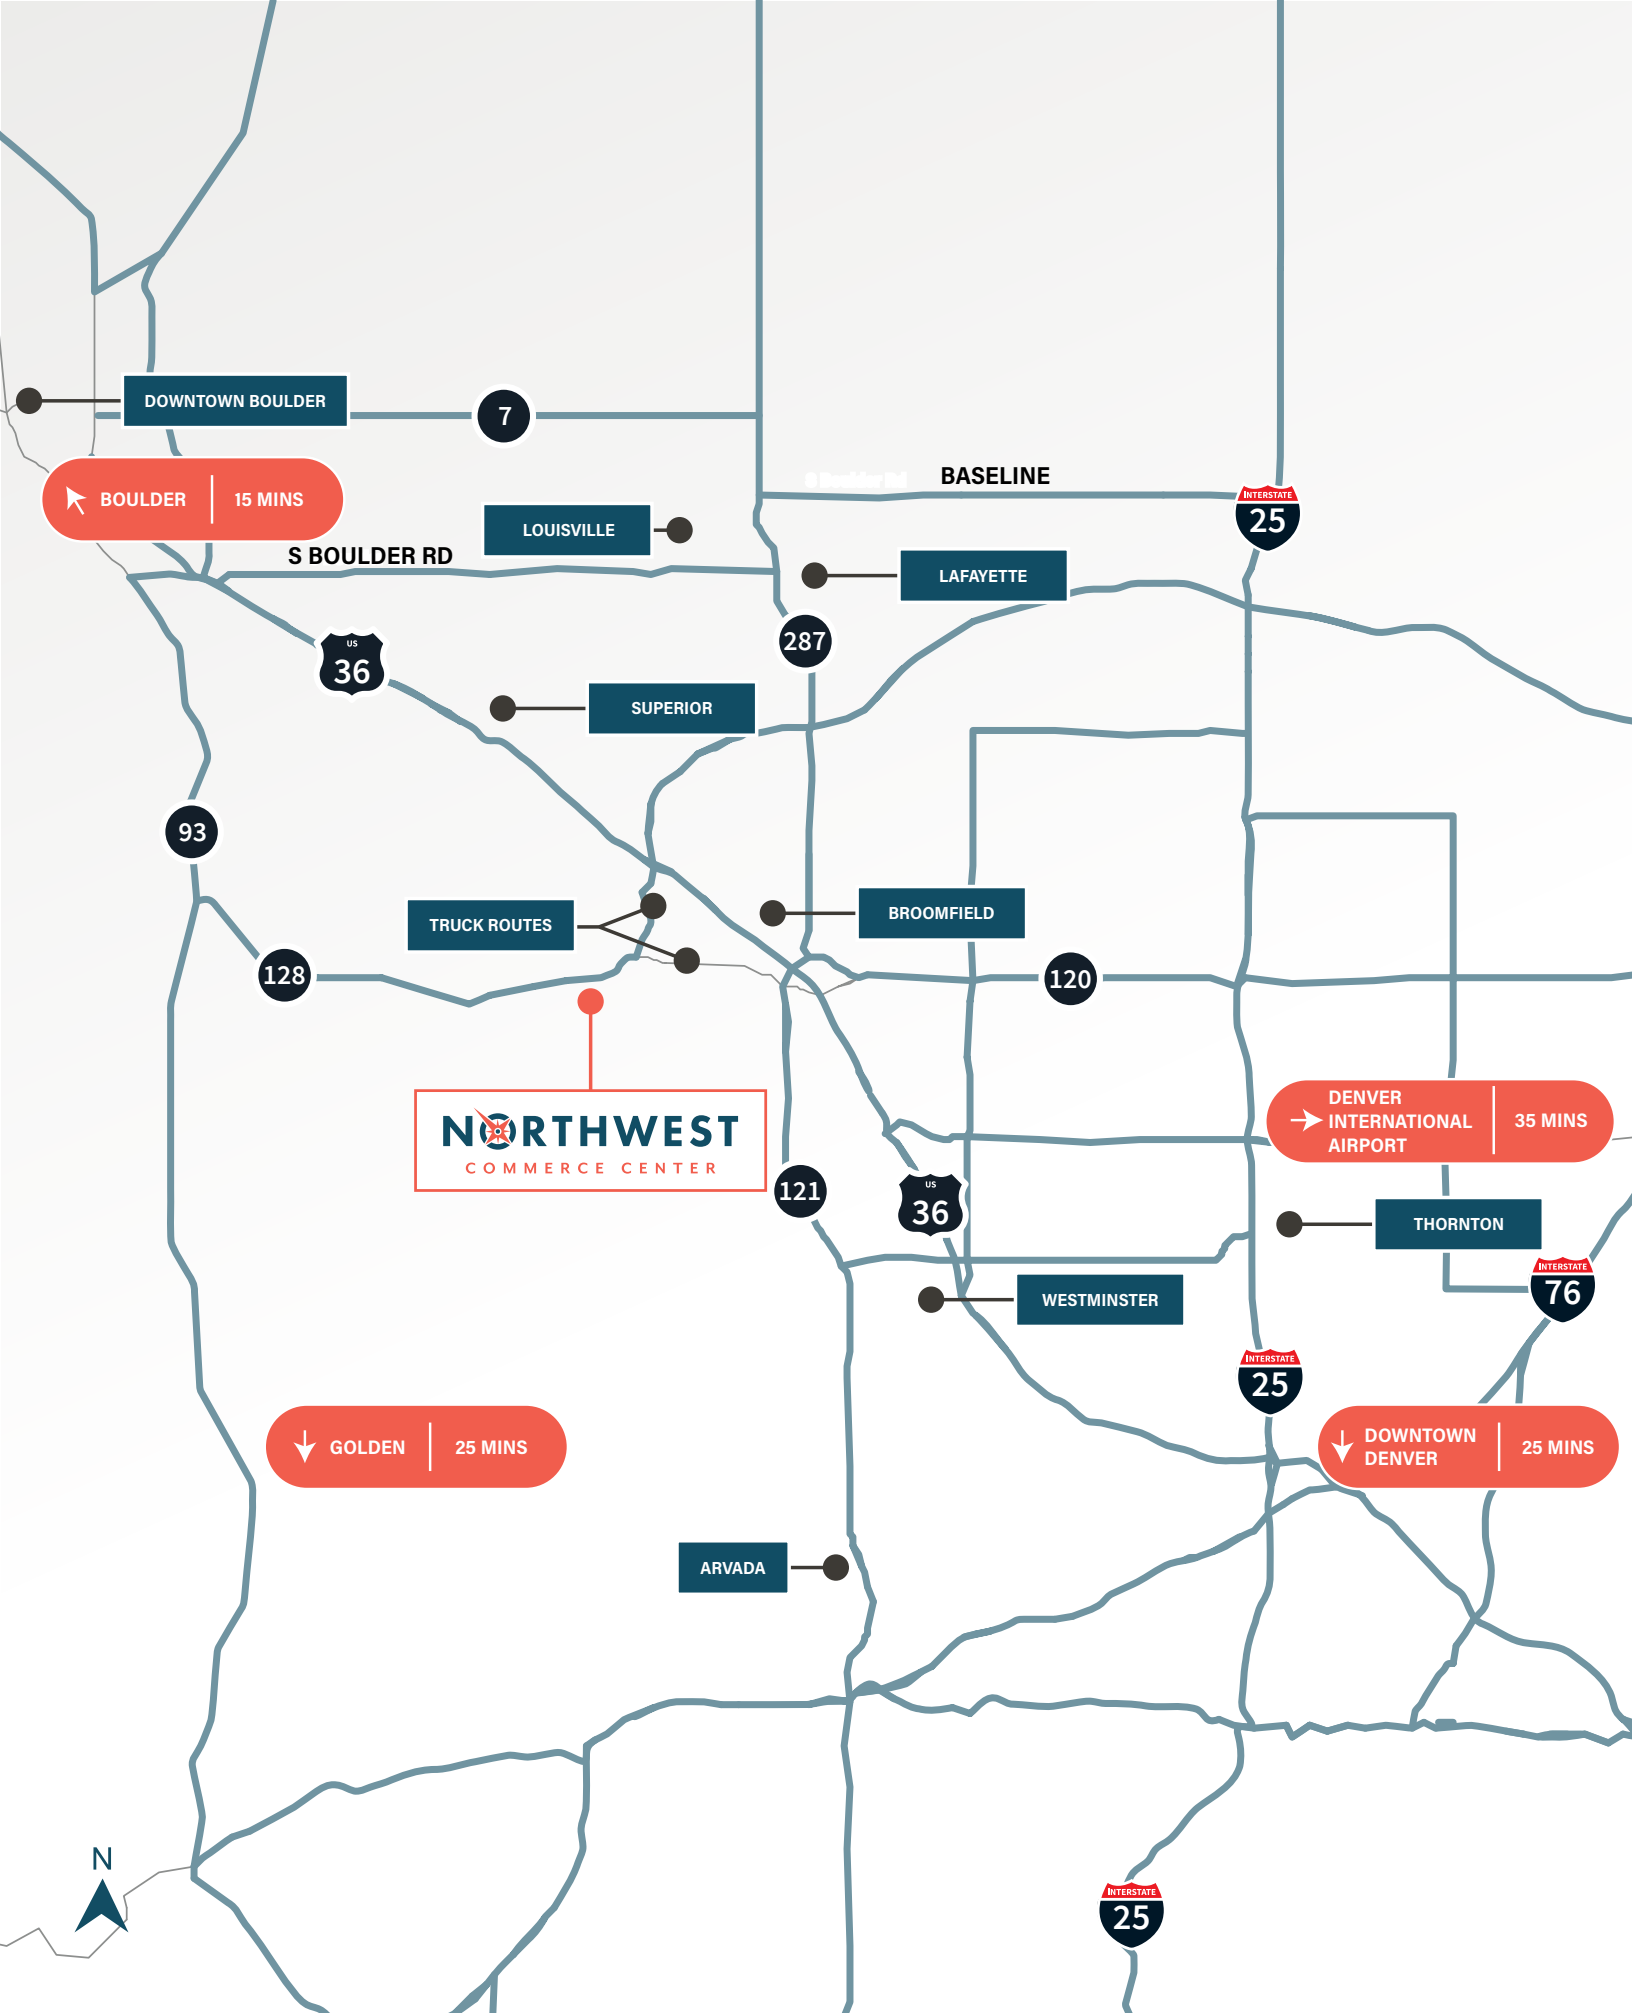 DOWNTOWN BOULDER
7
BASELINE
S Boulder Rd
INTERSTATE
25
BOULDER
15 MINS
LOUISVILLE
S BOULDER RD
LAFAYETTE
287
US
36
SUPERIOR
93
TRUCK ROUTES
BROOMFIELD
128
120
NORTHWEST
COMMERCE CENTER
DENVER
INTERNATIONAL
AIRPORT
35 MINS
121
US
36
THORNTON
INTERSTATE
76
WESTMINSTER
INTERSTATE
25
GOLDEN
25 MINS
DOWNTOWN
DENVER
25 MINS
ARVADA
N
INTERSTATE
25